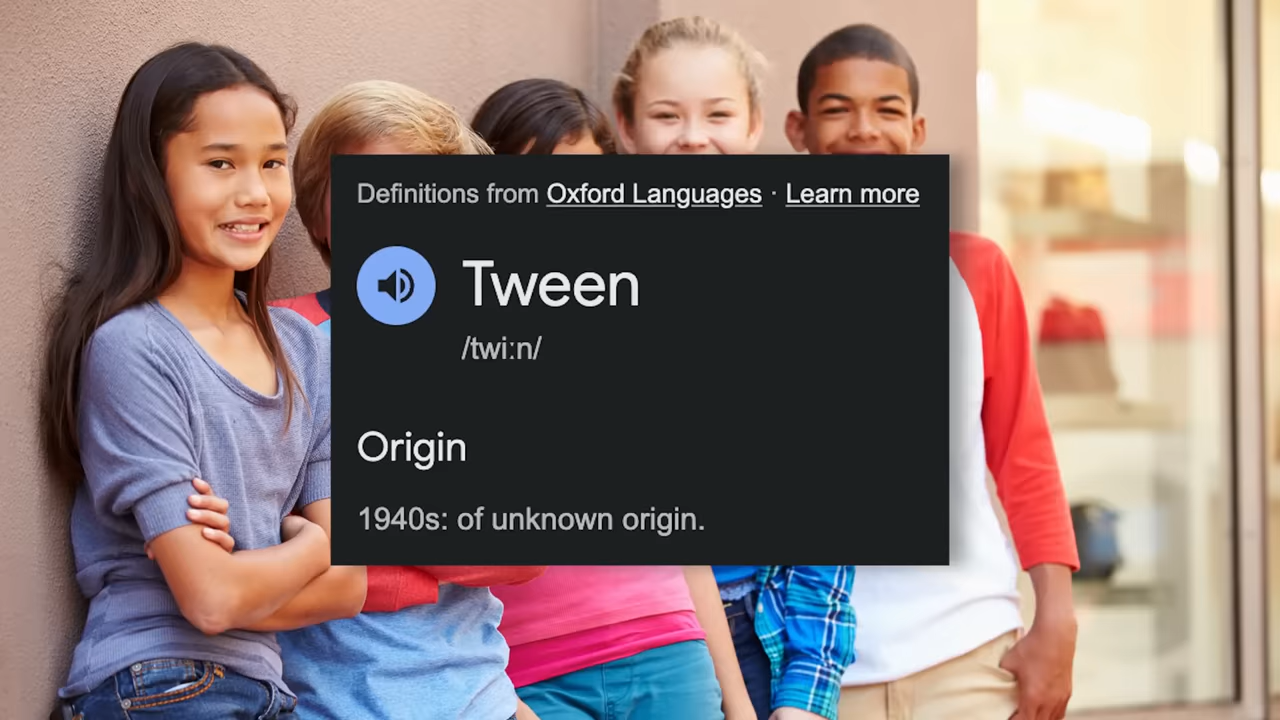 Definitions from Oxford Languages · Learn more
Tween
/twiːn/
Origin
1940s: of unknown origin.